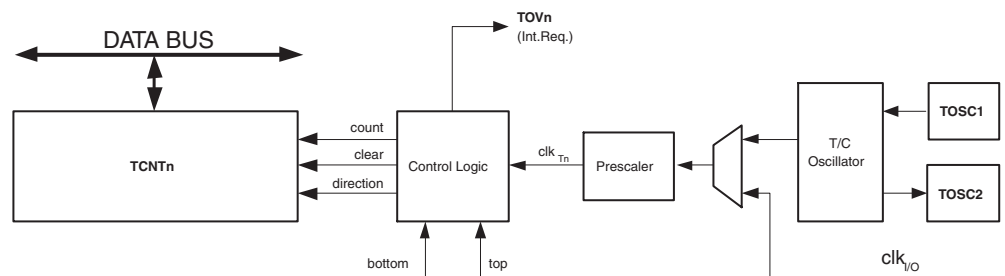 TOVn
(Int.Req.)
DATA BUS
TCNTn
count
clear
direction
Control Logic
clk Tn
Prescaler
T/C
Oscillator
TOSC1
TOSC2
bottom
top
clk I/O